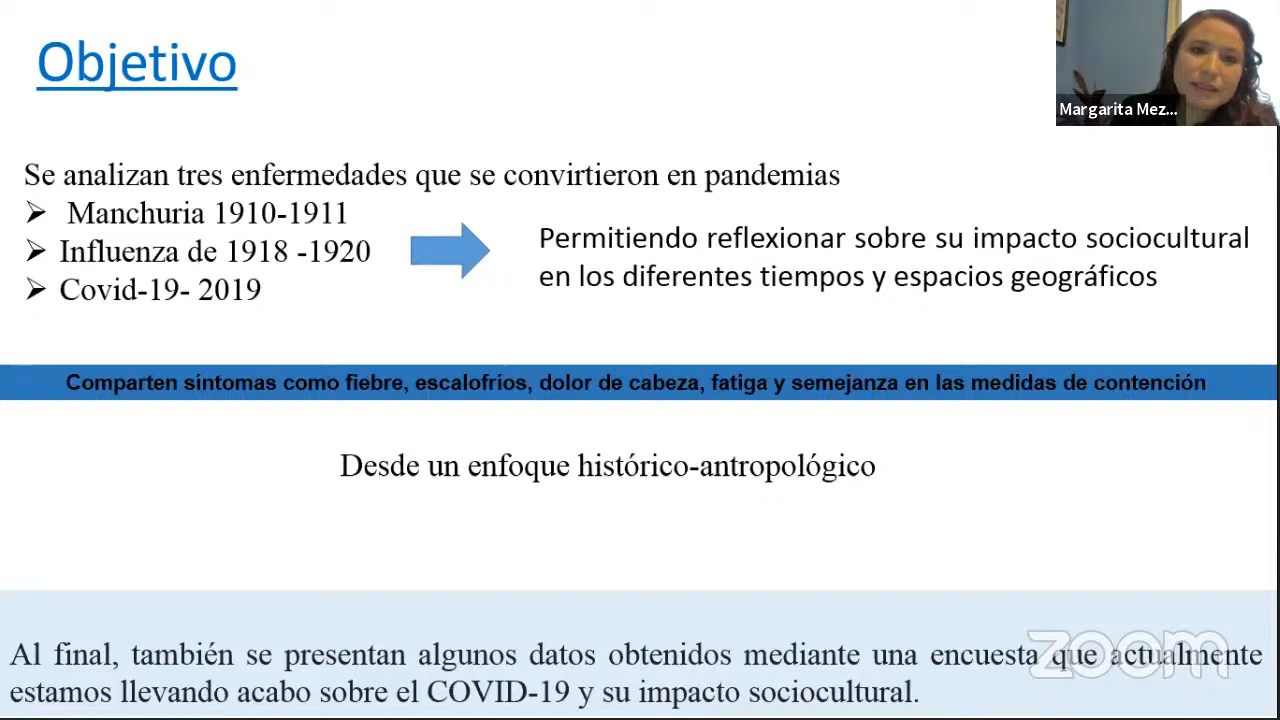 Objetivo
Margarita Mez...
Se analizan tres enfermedades que se convirtieron en pandemias
➢ Manchuria 1910-1911
➢ Influenza de 1918 -1920
➢ Covid-19- 2019
Permitiendo reflexionar sobre su impacto sociocultural
en los diferentes tiempos y espacios geográficos
Comparten síntomas como fiebre, escalofríos, dolor de cabeza, fatiga y semejanza en las medidas de contención
Desde un enfoque histórico-antropológico
Al final, también se presentan algunos datos obtenidos mediante una encuesta que actualmente
estamos llevando acabo sobre el COVID-19 y su impacto sociocultural.
zoom